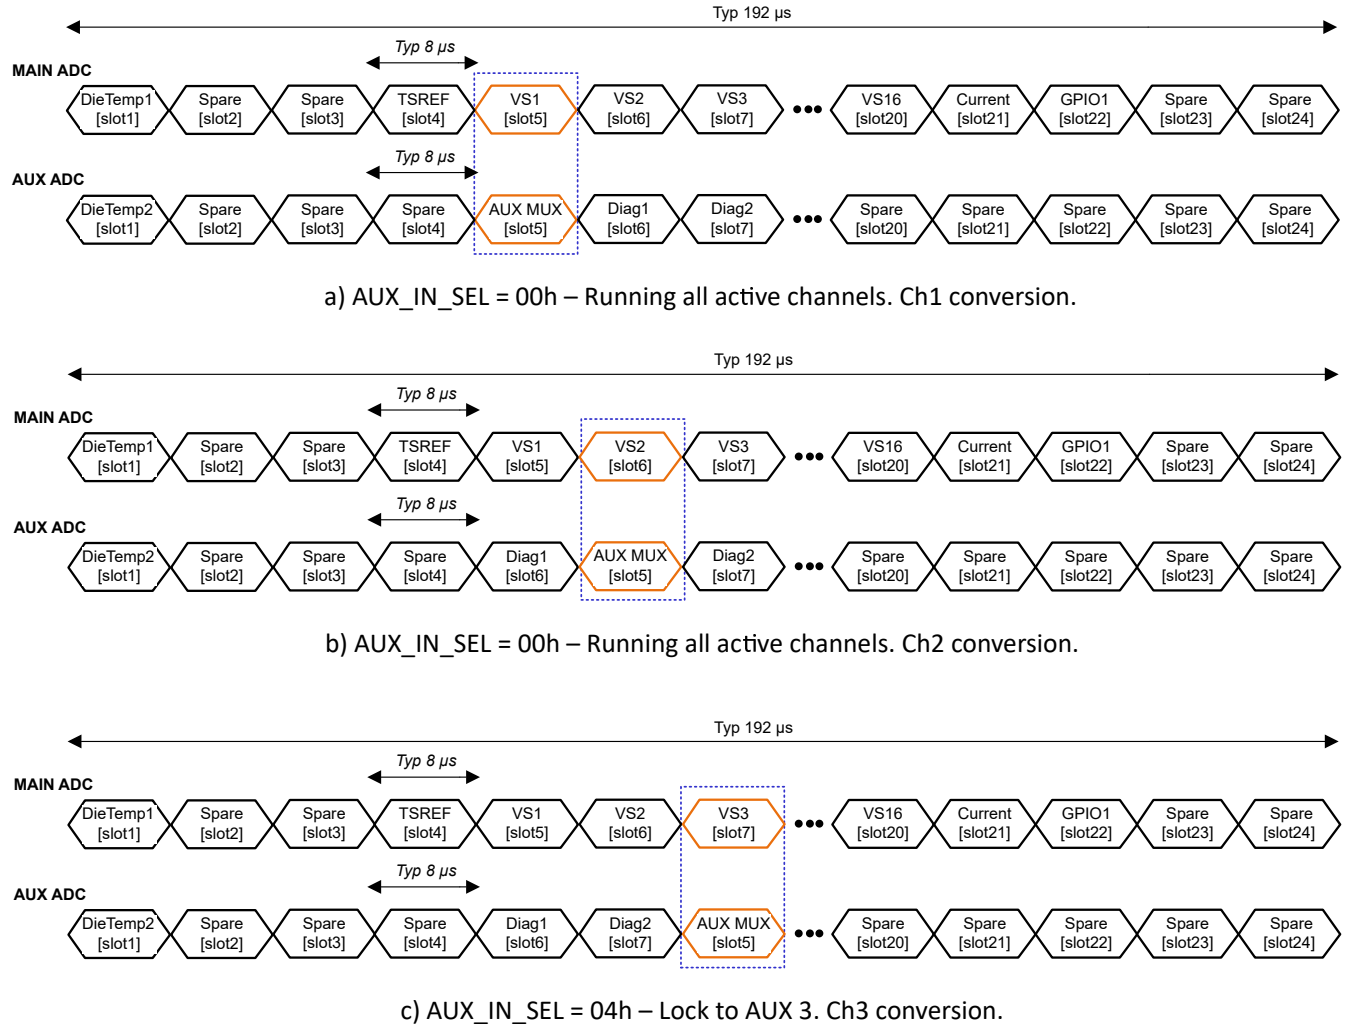 Typ 192 µs
Typ 8 µs
MAIN ADC
DieTemp1 Spare Spare TSREF VS1 VS2 VS3 ●●● VS16 Current GPIO1 Spare Spare
[slot1] [slot2] [slot3] [slot4] [slot5] [slot6] [slot7] [slot20] [slot21] [slot22] [slot23] [slot24]
Typ 8 µs
AUX ADC
DieTemp2 Spare Spare Spare AUX MUX Diag1 Diag2 ●●● Spare Spare Spare Spare Spare
[slot1] [slot2] [slot3] [slot4] [slot5] [slot6] [slot7] [slot20] [slot21] [slot22] [slot23] [slot24]
a) AUX_IN_SEL = 00h – Running all active channels. Ch1 conversion.
Typ 192 µs
Typ 8 µs
MAIN ADC
DieTemp1 Spare Spare TSREF VS1 VS2 VS3 ●●● VS16 Current GPIO1 Spare Spare
[slot1] [slot2] [slot3] [slot4] [slot5] [slot6] [slot7] [slot20] [slot21] [slot22] [slot23] [slot24]
Typ 8 µs
AUX ADC
DieTemp2 Spare Spare Spare Diag1 AUX MUX Diag2 ●●● Spare Spare Spare Spare Spare
[slot1] [slot2] [slot3] [slot4] [slot6] [slot5] [slot7] [slot20] [slot21] [slot22] [slot23] [slot24]
b) AUX_IN_SEL = 00h – Running all active channels. Ch2 conversion.
Typ 192 µs
Typ 8 µs
MAIN ADC
DieTemp1 Spare Spare TSREF VS1 VS2 VS3 ●●● VS16 Current GPIO1 Spare Spare
[slot1] [slot2] [slot3] [slot4] [slot5] [slot6] [slot7] [slot20] [slot21] [slot22] [slot23] [slot24]
Typ 8 µs
AUX ADC
DieTemp2 Spare Spare Spare Diag1 Diag2 AUX MUX ●●● Spare Spare Spare Spare Spare
[slot1] [slot2] [slot3] [slot4] [slot6] [slot7] [slot5] [slot20] [slot21] [slot22] [slot23] [slot24]
c) AUX_IN_SEL = 04h – Lock to AUX 3. Ch3 conversion.